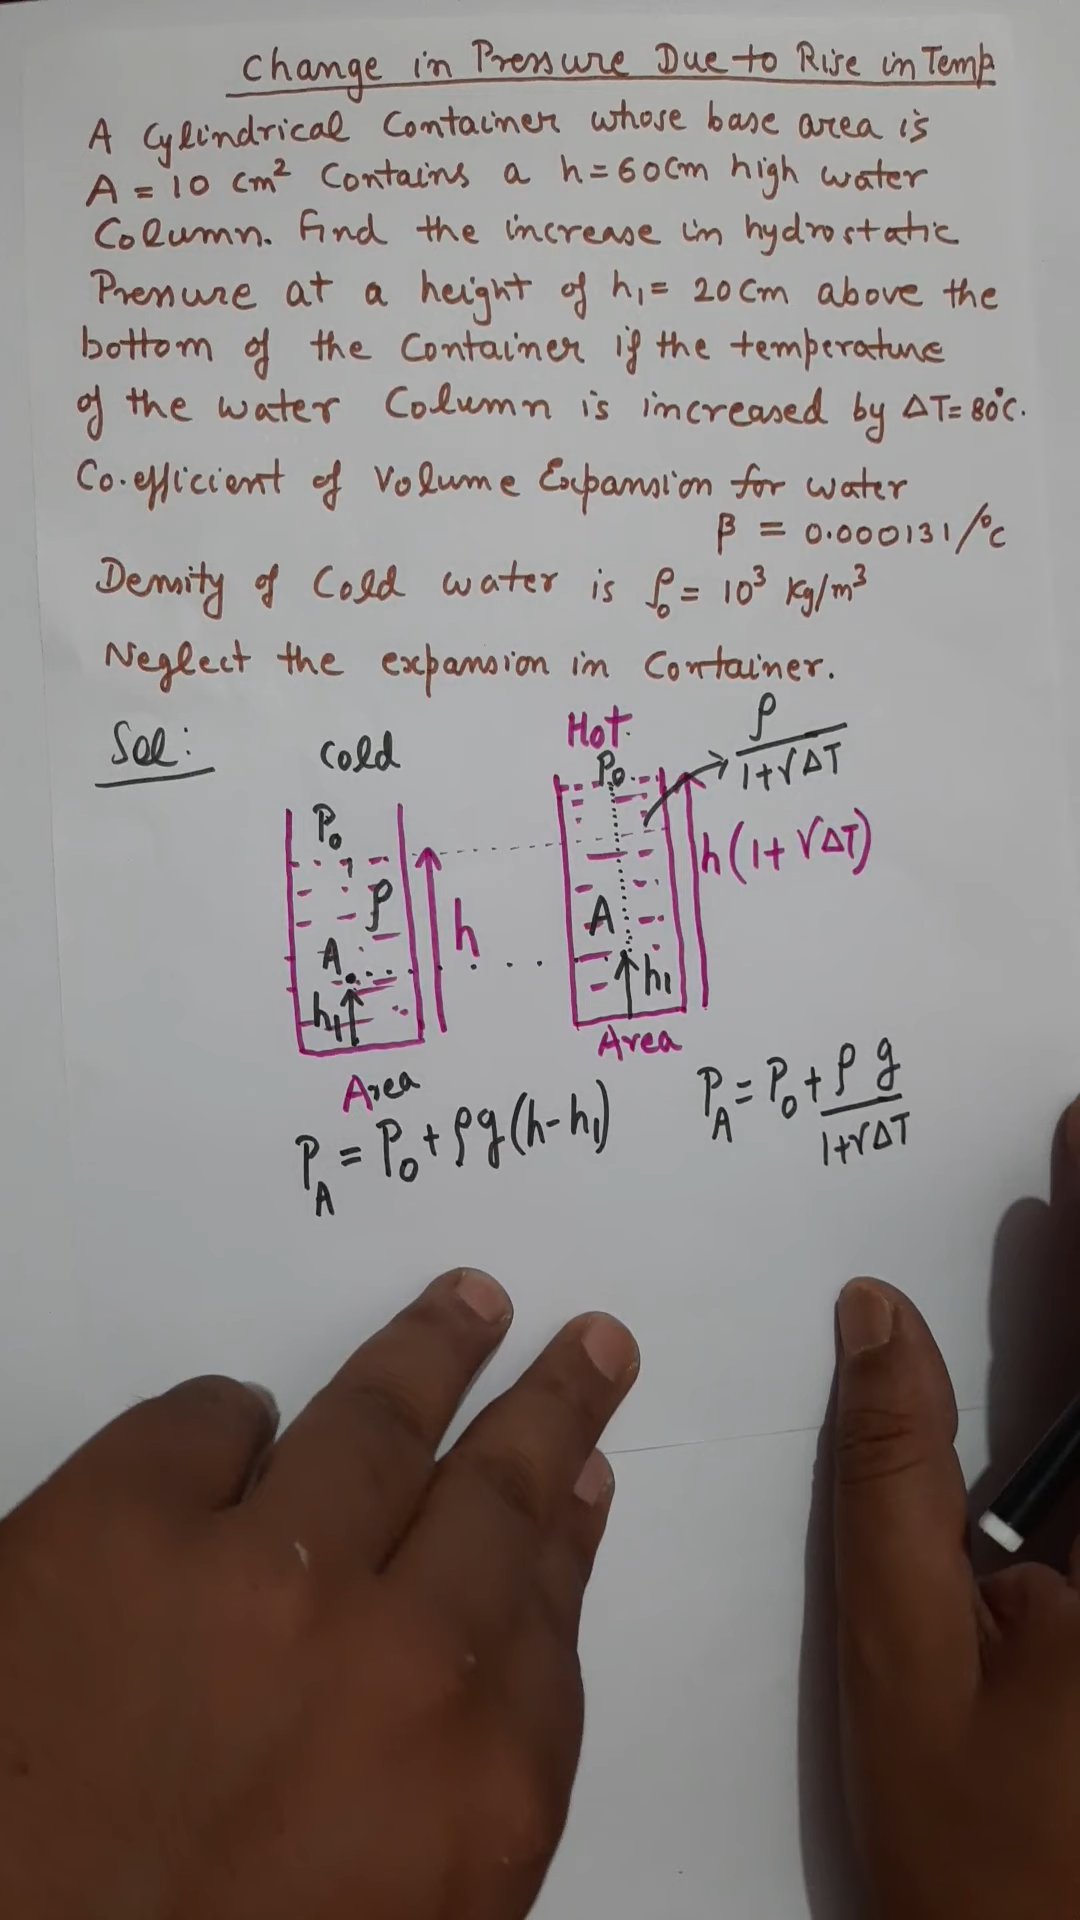 Change in Pressure Due to Rise in Temp
A Cylindrical Container whose base area is
A = 10 cm² Contains a h=60cm high water
Column. Find the increase in hydrostatic
Pressure at a height of h₁= 20cm above the
bottom of the Container if the temperature
of the water Column is increased by ΔT= 80°C.
Co.efficient of Volume Expansion for water
β = 0.000131/°C
Density of Cold water is ρ₀= 10³ Kg/m³
Neglect the expansion in Container.
Sol:
Cold
P₀
ρ
A
h₁
h
Area
P_A = P₀ + ρg(h-h₁)
Hot.
P₀
ρ/(1+γΔT)
h(1+γΔT)
A
h₁
Area
P_A = P₀ + ρg/(1+γΔT)